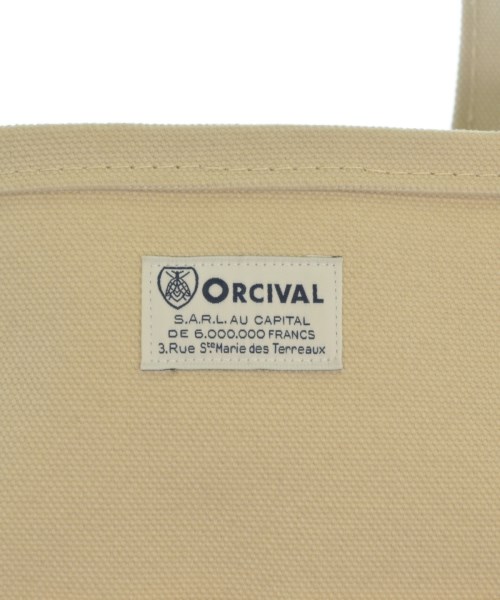 ORCIVAL
S.A.R.L. AU CAPITAL
DE 6.000.000 FRANCS
3.Rue Ste Marie des Terreaux